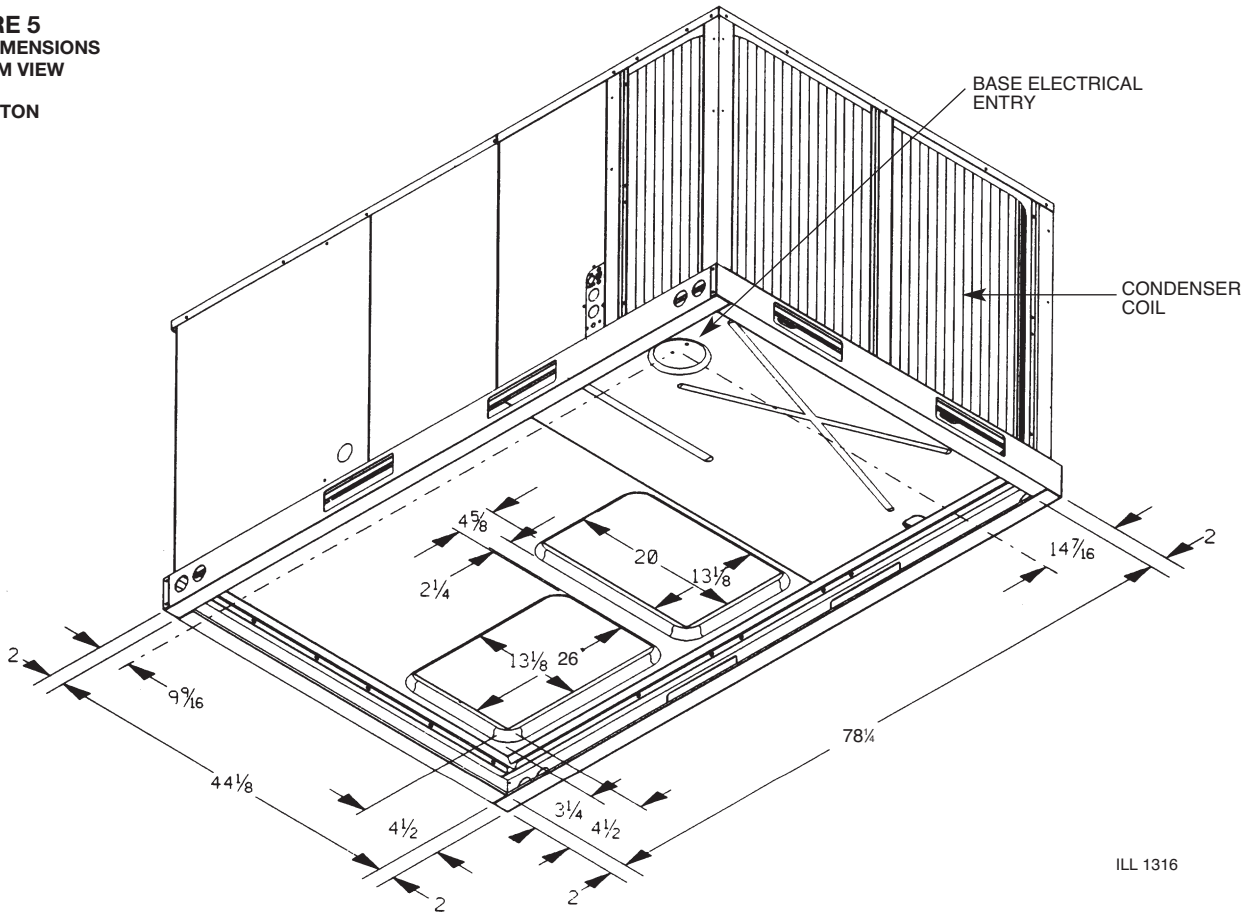 RE 5
MENSIONS
M VIEW
TON
BASE ELECTRICAL
ENTRY
CONDENSER
COIL
4⅝
20
13⅛
2¼
14⁷⁄₁₆
2
2
13⅛
26
9⁹⁄₁₆
78¼
44⅛
3¼
4½
4½
2
2
ILL 1316